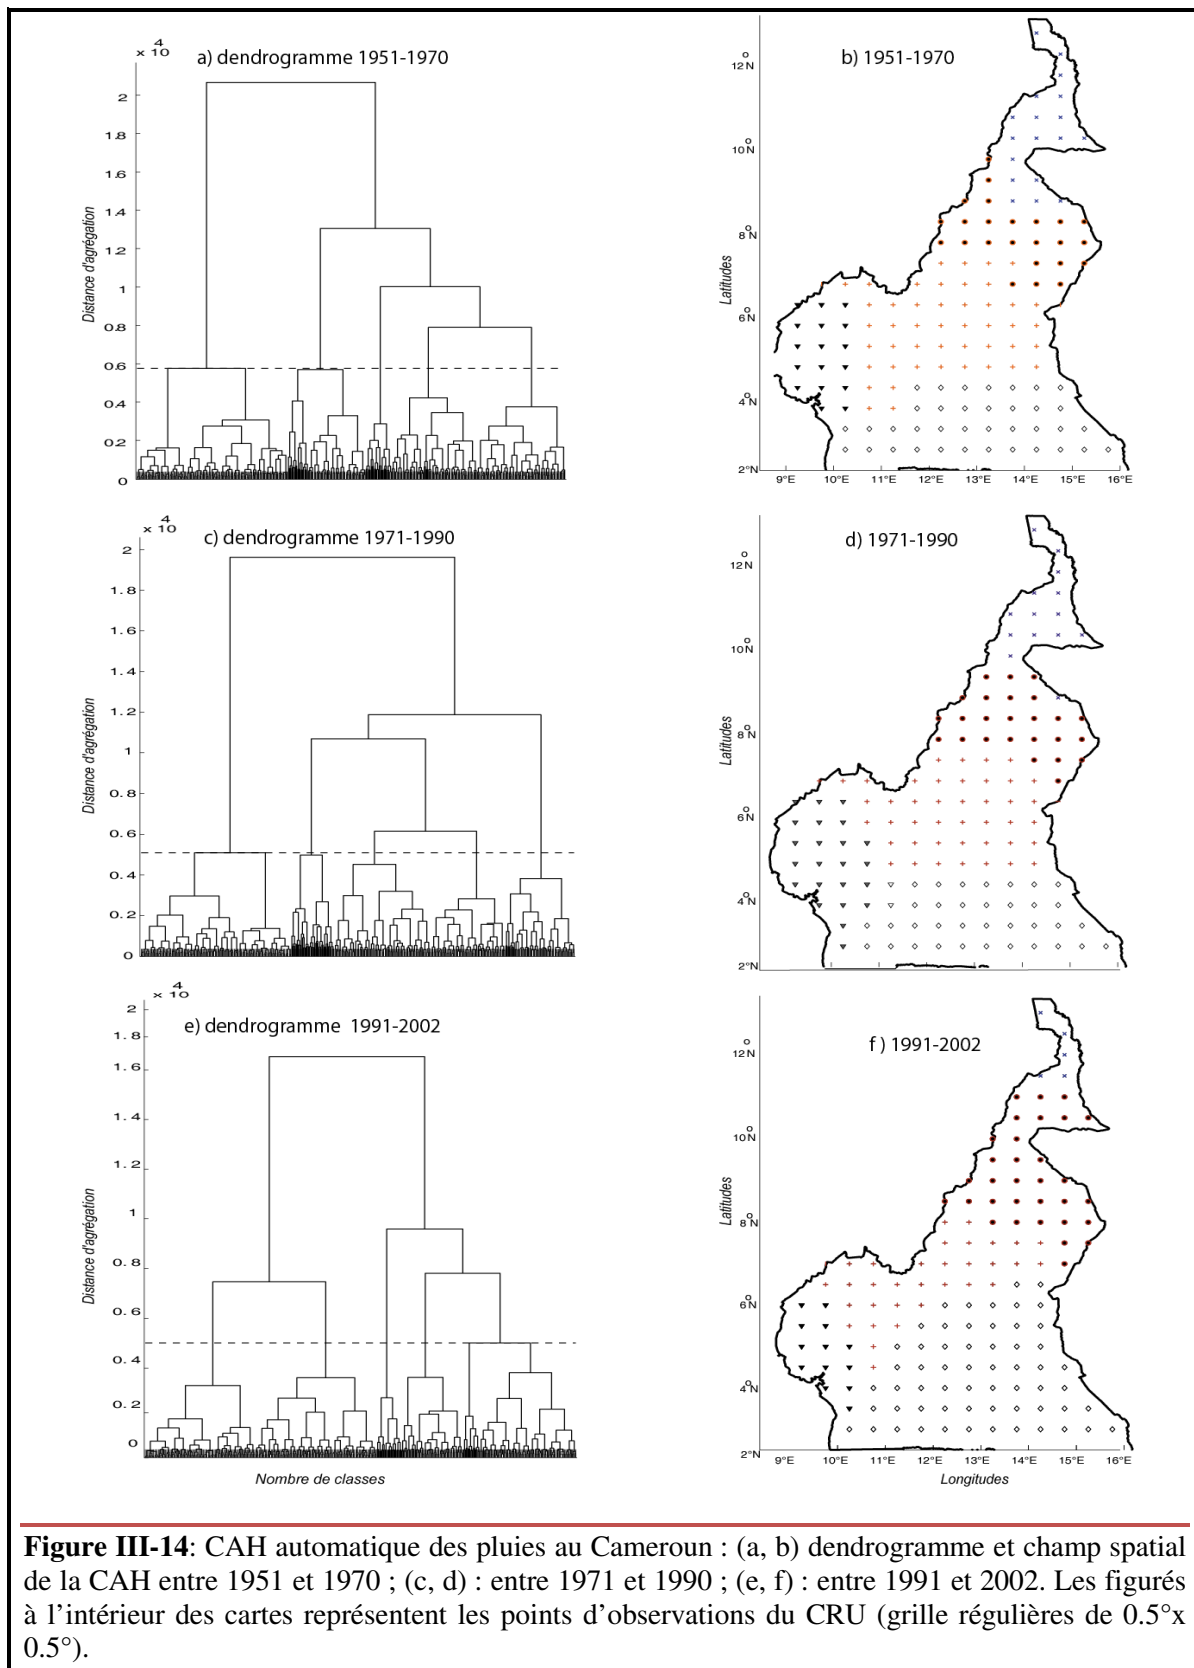 4
x 10
a) dendrogramme 1951-1970
2
1.8
1.6
1.4
1.2
1
0.8
0.6
0.4
0.2
0
Distance d'agrégation
b) 1951-1970
12°N
10°N
8°N
6°N
4°N
2°N
Latitudes
9°E 10°E 11°E 12°E 13°E 14°E 15°E 16°E
4
x 10
c) dendrogramme 1971-1990
2
1.8
1.6
1.4
1.2
1
0.8
0.6
0.4
0.2
0
Distance d'agrégation
d) 1971-1990
12°N
10°N
8°N
6°N
4°N
2°N
Latitudes
4
x 10
e) dendrogramme 1991-2002
2
1.8
1.6
1.4
1.2
1
0.8
0.6
0.4
0.2
0
Distance d'agrégation
Nombre de classes
f ) 1991-2002
12°N
10°N
8°N
6°N
4°N
2°N
Latitudes
9°E 10°E 11°E 12°E 13°E 14°E 15°E 16°E
Longitudes
Figure III-14: CAH automatique des pluies au Cameroun : (a, b) dendrogramme et champ spatial
de la CAH entre 1951 et 1970 ; (c, d) : entre 1971 et 1990 ; (e, f) : entre 1991 et 2002. Les figurés
à l'intérieur des cartes représentent les points d'observations du CRU (grille régulières de 0.5°x
0.5°).